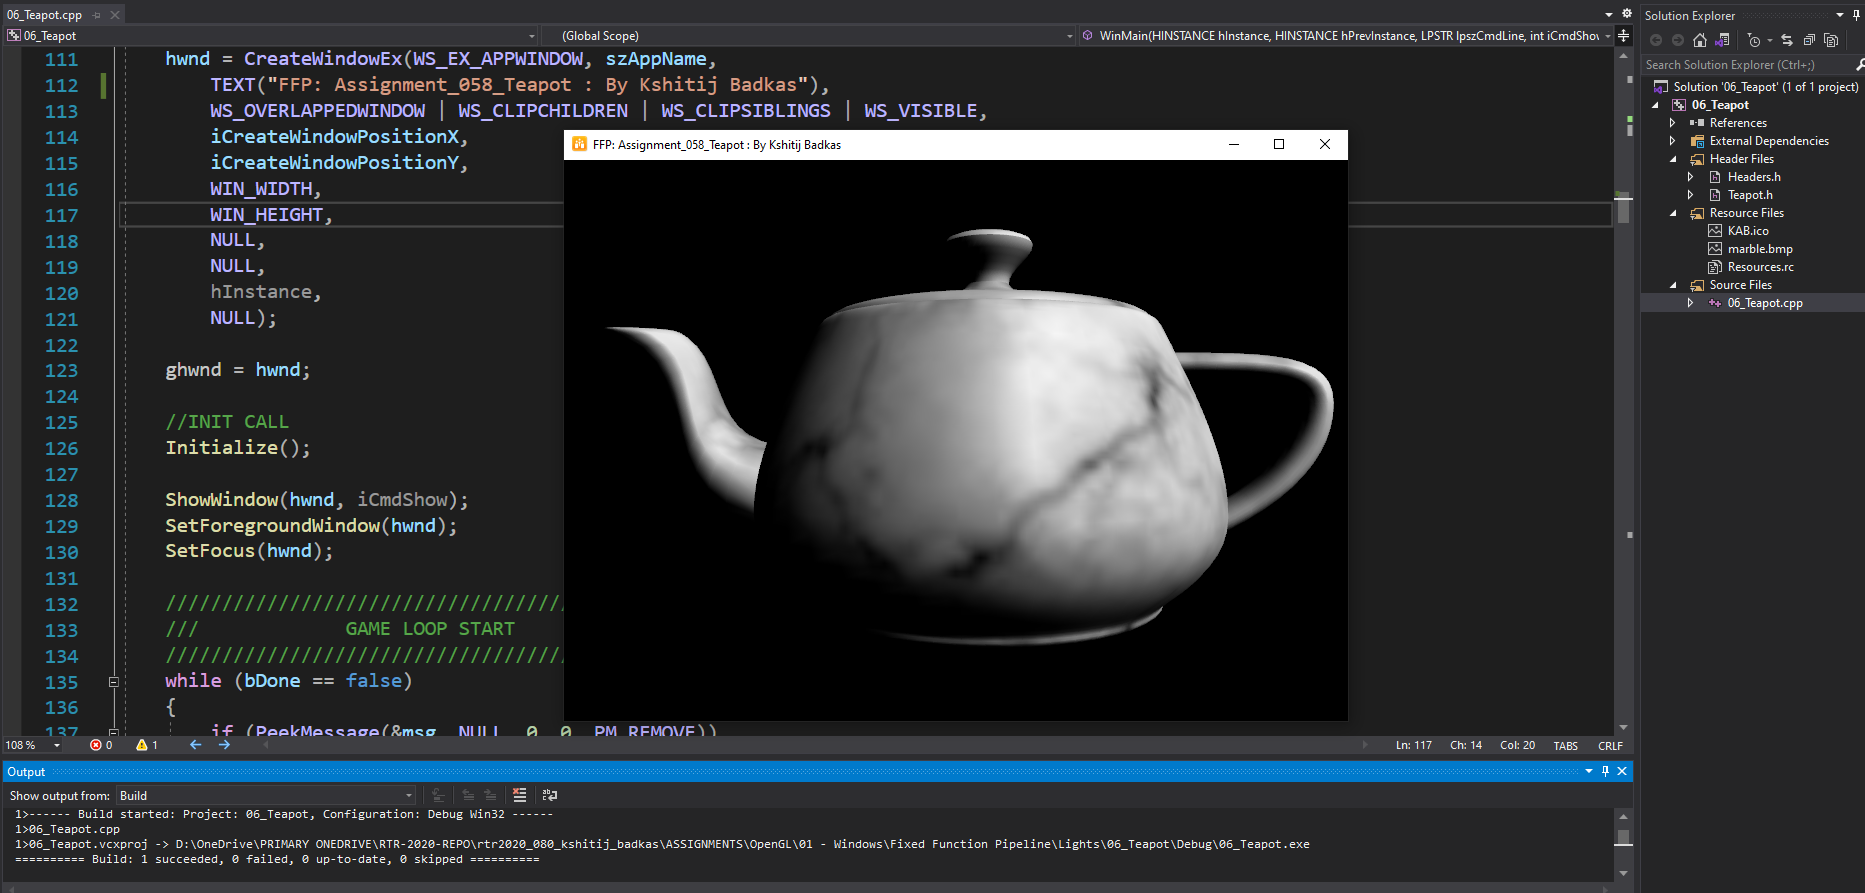 06_Teapot.cpp
06_Teapot
(Global Scope)
WinMain(HINSTANCE hInstance, HINSTANCE hPrevInstance, LPSTR lpszCmdLine, int iCmdShow
111 hwnd = CreateWindowEx(WS_EX_APPWINDOW, szAppName,
112 TEXT("FFP: Assignment_058_Teapot : By Kshitij Badkas"),
113 WS_OVERLAPPEDWINDOW | WS_CLIPCHILDREN | WS_CLIPSIBLINGS | WS_VISIBLE,
114 iCreateWindowPositionX,
115 iCreateWindowPositionY,
116 WIN_WIDTH,
117 WIN_HEIGHT,
118 NULL,
119 NULL,
120 hInstance,
121 NULL);
122
123 ghwnd = hwnd;
124
125 //INIT CALL
126 Initialize();
127
128 ShowWindow(hwnd, iCmdShow);
129 SetForegroundWindow(hwnd);
130 SetFocus(hwnd);
131
132 ///////////////////////////////////
133 /// GAME LOOP START
134 ///////////////////////////////////
135 while (bDone == false)
136 {
137 if (PeekMessage(&msg, NULL, 0, 0, PM_REMOVE))
FFP: Assignment_058_Teapot : By Kshitij Badkas
108 %
0
1
Ln: 117 Ch: 14 Col: 20 TABS CRLF
Output
Show output from: Build
1>------ Build started: Project: 06_Teapot, Configuration: Debug Win32 ------
1>06_Teapot.cpp
1>06_Teapot.vcxproj -> D:\OneDrive\PRIMARY ONEDRIVE\RTR-2020-REPO\rtr2020_080_kshitij_badkas\ASSIGNMENTS\OpenGL\01 - Windows\Fixed Function Pipeline\Lights\06_Teapot\Debug\06_Teapot.exe
========== Build: 1 succeeded, 0 failed, 0 up-to-date, 0 skipped ==========
Solution Explorer
Search Solution Explorer (Ctrl+;)
Solution '06_Teapot' (1 of 1 project)
06_Teapot
References
External Dependencies
Header Files
Headers.h
Teapot.h
Resource Files
KAB.ico
marble.bmp
Resources.rc
Source Files
06_Teapot.cpp